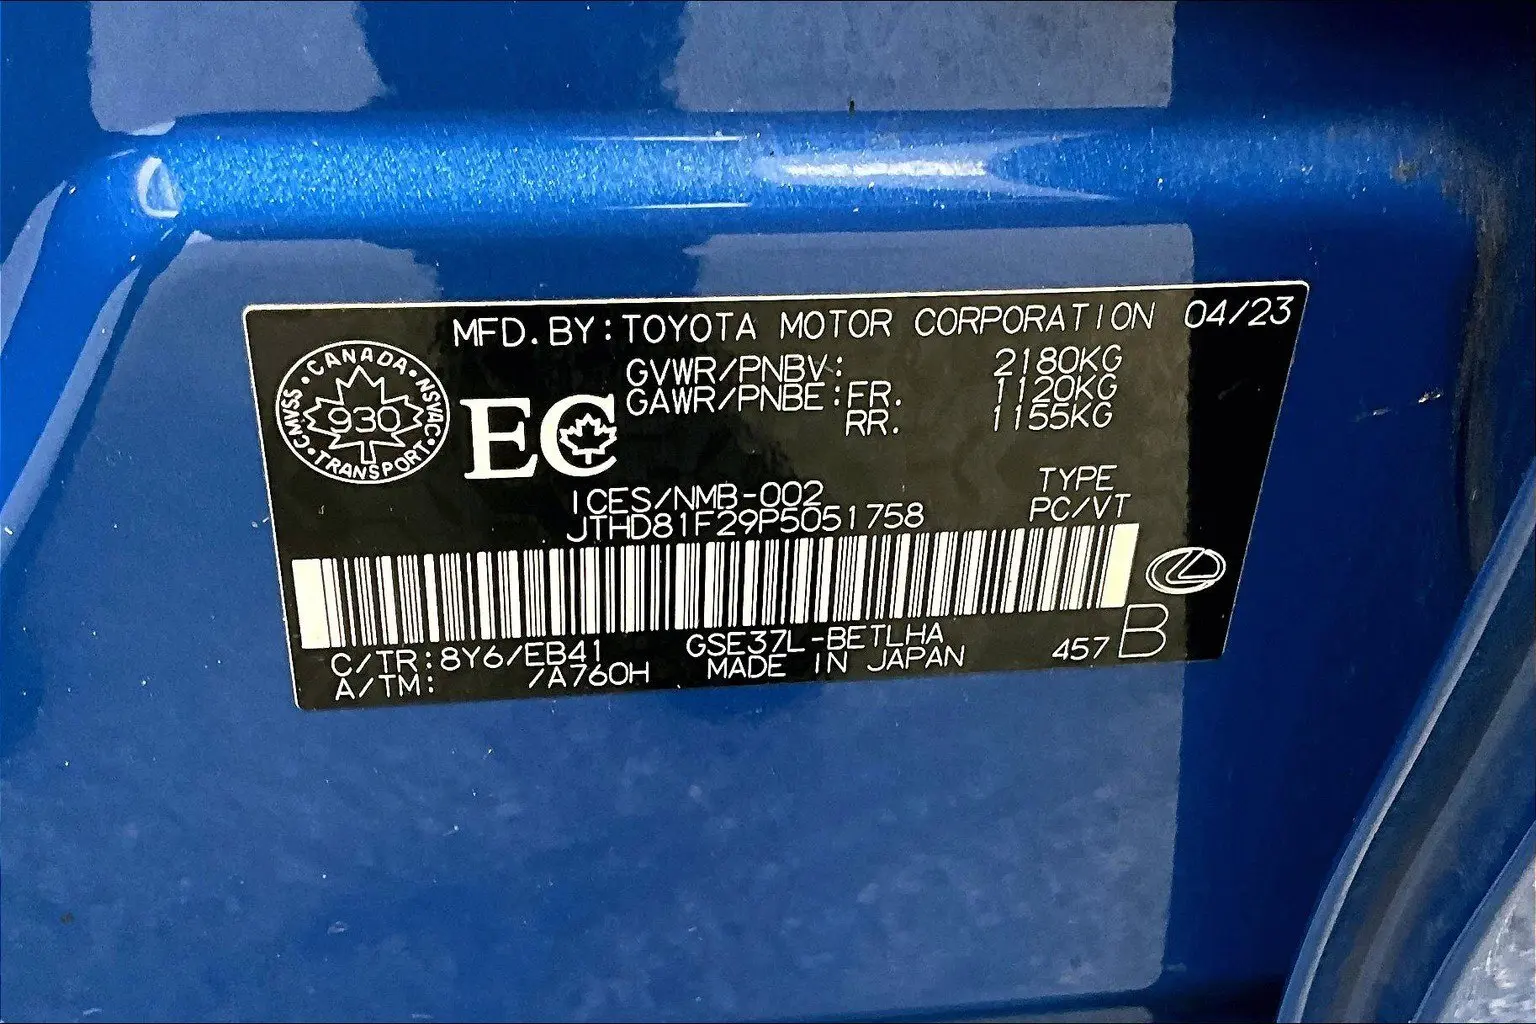 MFD. BY: TOYOTA MOTOR CORPORATION 04/23
GVWR/PNBV: 2180KG
GAWR/PNBE: FR. 1120KG
RR. 1155KG
CANADA
CMVSS 930 NSVAC
TRANSPORT
EC
ICES/NMB-002
TYPE
JTHD81F29P5051758
PC/VT
C/TR: 8Y6/EB41
GSE37L-BETLHA
A/TM: /A760H
MADE IN JAPAN
457 B